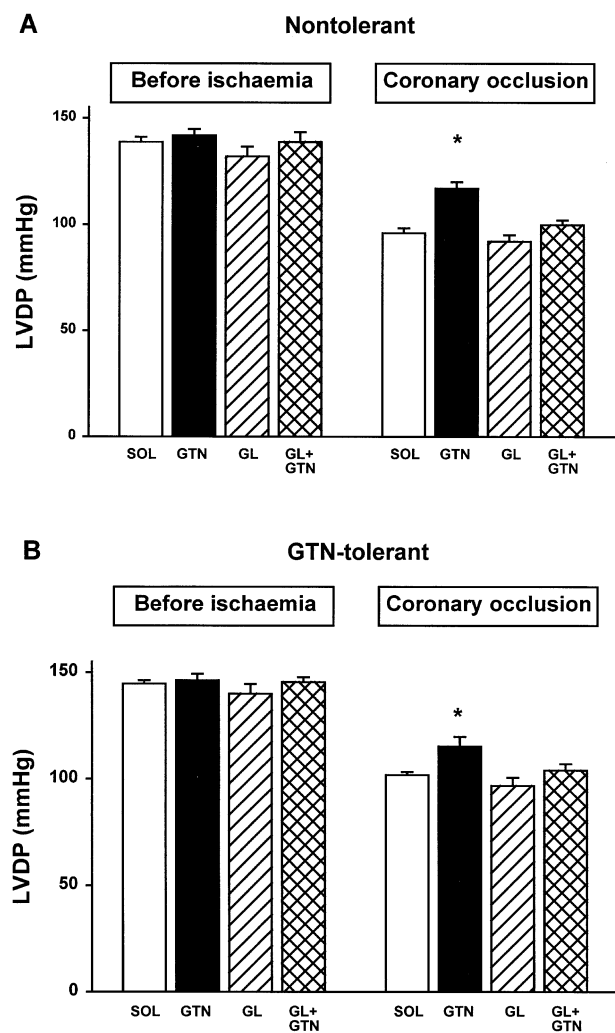 A
Nontolerant
Before ischaemia
Coronary occlusion
150
100
50
0
LVDP (mmHg)
*
SOL GTN GL GL+ GTN SOL GTN GL GL+ GTN
B
GTN-tolerant
Before ischaemia
Coronary occlusion
150
100
50
0
LVDP (mmHg)
*
SOL GTN GL GL+ GTN SOL GTN GL GL+ GTN